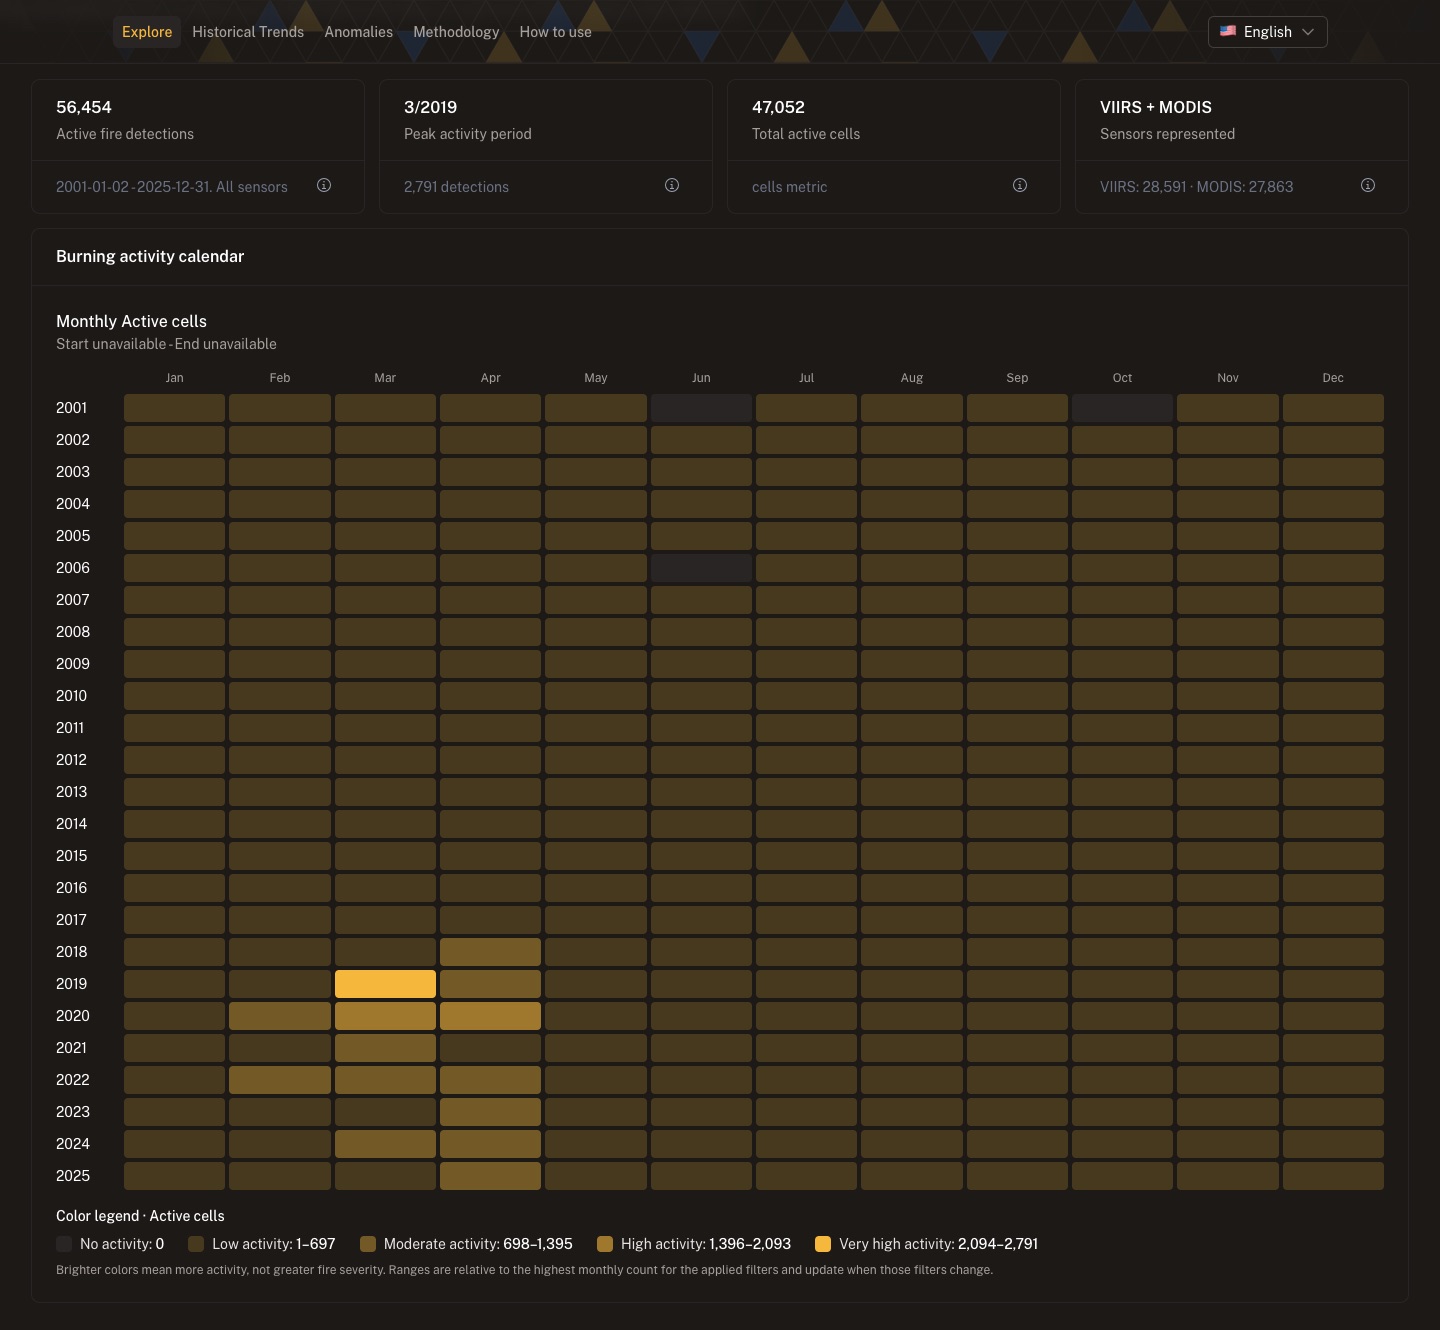 Explore Historical Trends Anomalies Methodology How to use English
56,454 3/2019 47,052 VIIRS + MODIS
Active fire detections Peak activity period Total active cells Sensors represented
2001-01-02 - 2025-12-31. All sensors 2,791 detections cells metric VIIRS: 28,591 · MODIS: 27,863
Burning activity calendar
Monthly Active cells
Start unavailable - End unavailable
Jan Feb Mar Apr May Jun Jul Aug Sep Oct Nov Dec
2001
2002
2003
2004
2005
2006
2007
2008
2009
2010
2011
2012
2013
2014
2015
2016
2017
2018
2019
2020
2021
2022
2023
2024
2025
Color legend · Active cells
No activity: 0 Low activity: 1–697 Moderate activity: 698–1,395 High activity: 1,396–2,093 Very high activity: 2,094–2,791
Brighter colors mean more activity, not greater fire severity. Ranges are relative to the highest monthly count for the applied filters and update when those filters change.